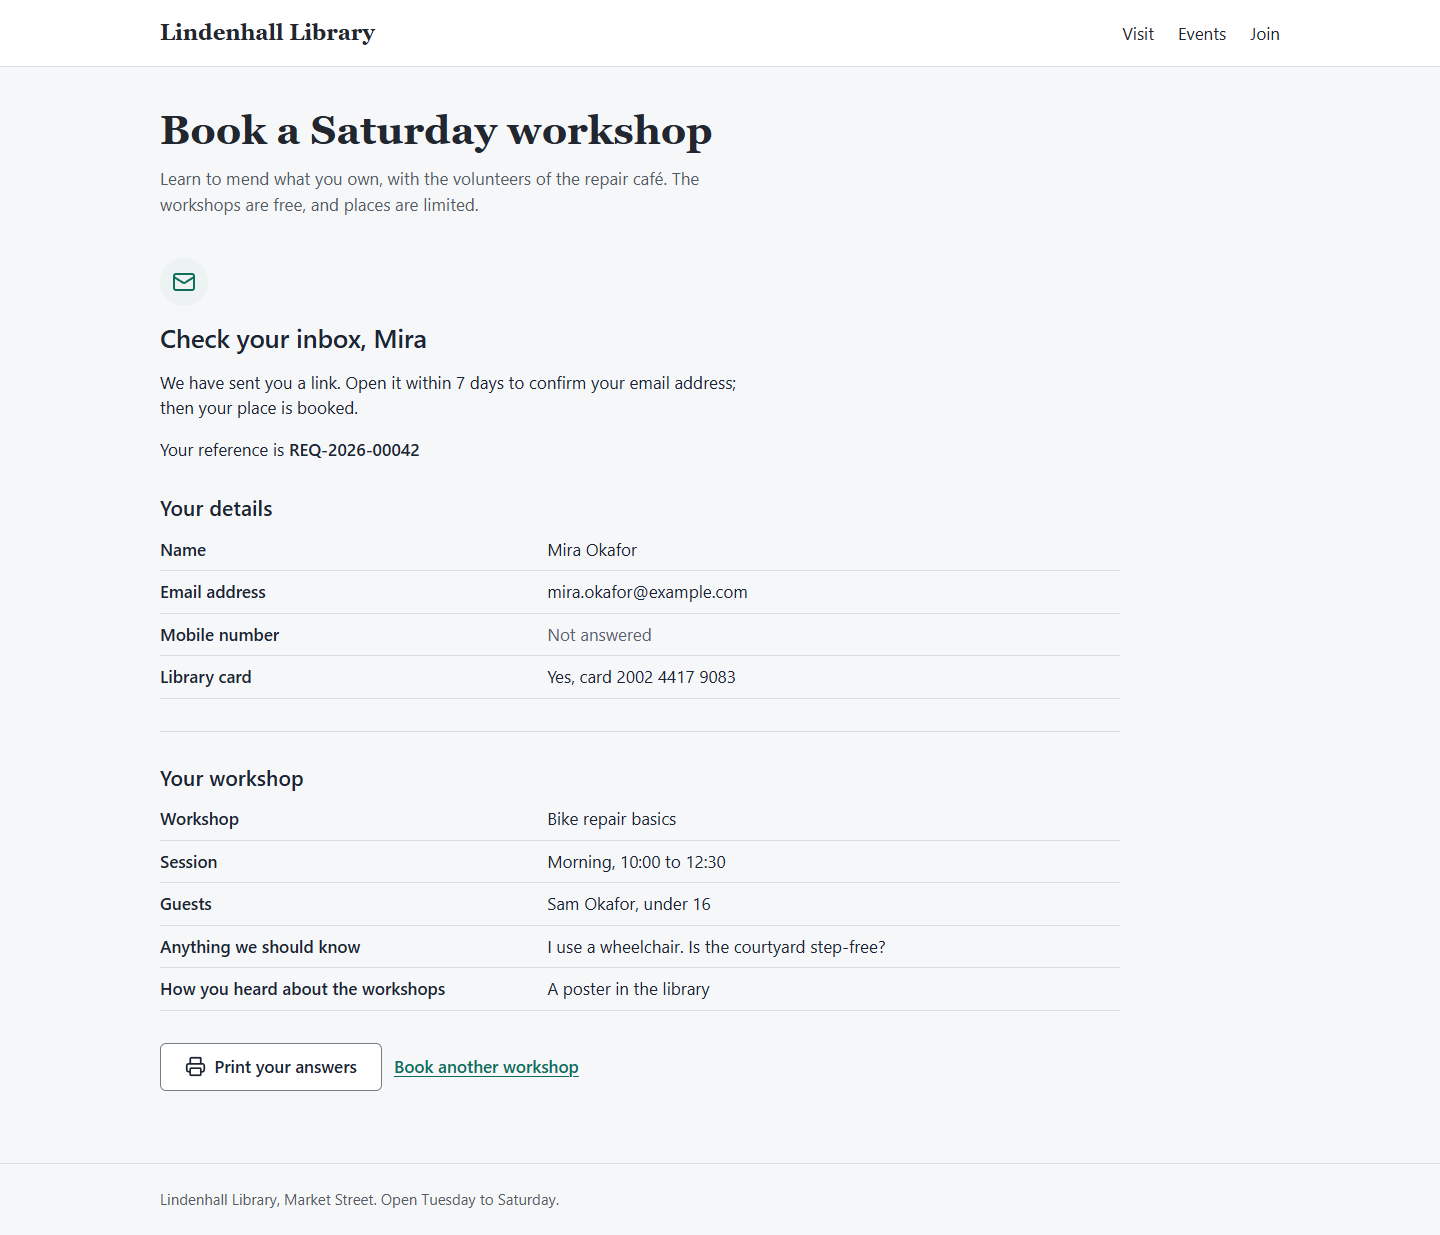 Lindenhall Library
Visit Events Join
Book a Saturday workshop
Learn to mend what you own, with the volunteers of the repair café. The
workshops are free, and places are limited.
Check your inbox, Mira
We have sent you a link. Open it within 7 days to confirm your email address;
then your place is booked.
Your reference is REQ-2026-00042
Your details
Name Mira Okafor
Email address mira.okafor@example.com
Mobile number Not answered
Library card Yes, card 2002 4417 9083
Your workshop
Workshop Bike repair basics
Session Morning, 10:00 to 12:30
Guests Sam Okafor, under 16
Anything we should know I use a wheelchair. Is the courtyard step-free?
How you heard about the workshops A poster in the library
Print your answers Book another workshop
Lindenhall Library, Market Street. Open Tuesday to Saturday.